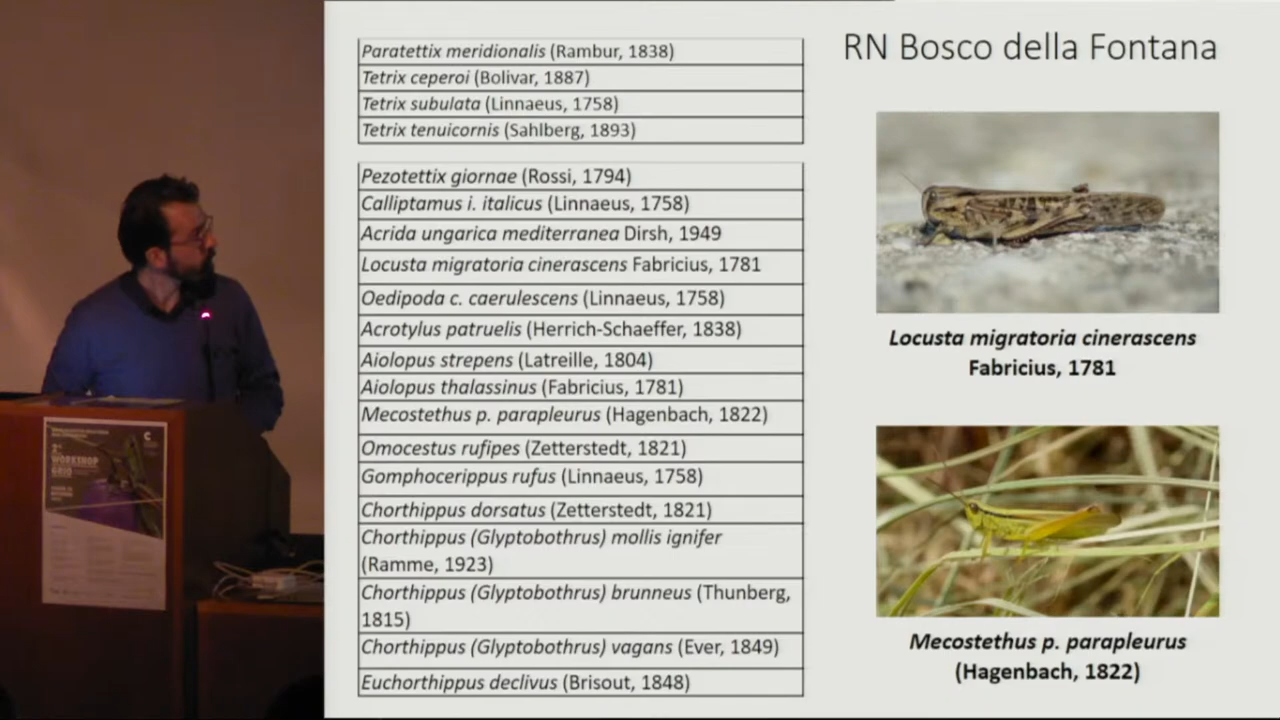 RN Bosco della Fontana
Paratettix meridionalis (Rambur, 1838)
Tetrix ceperoi (Bolivar, 1887)
Tetrix subulata (Linnaeus, 1758)
Tetrix tenuicornis (Sahlberg, 1893)
Pezotettix giornae (Rossi, 1794)
Calliptamus i. italicus (Linnaeus, 1758)
Acrida ungarica mediterranea Dirsh, 1949
Locusta migratoria cinerascens Fabricius, 1781
Oedipoda c. caerulescens (Linnaeus, 1758)
Acrotylus patruelis (Herrich-Schaeffer, 1838)
Aiolopus strepens (Latreille, 1804)
Aiolopus thalassinus (Fabricius, 1781)
Mecostethus p. parapleurus (Hagenbach, 1822)
Omocestus rufipes (Zetterstedt, 1821)
Gomphocerippus rufus (Linnaeus, 1758)
Chorthippus dorsatus (Zetterstedt, 1821)
Chorthippus (Glyptobothrus) mollis ignifer
(Ramme, 1923)
Chorthippus (Glyptobothrus) brunneus (Thunberg,
1815)
Chorthippus (Glyptobothrus) vagans (Ever, 1849)
Euchorthippus declivus (Brisout, 1848)
Locusta migratoria cinerascens
Fabricius, 1781
Mecostethus p. parapleurus
(Hagenbach, 1822)
WORKSHOP